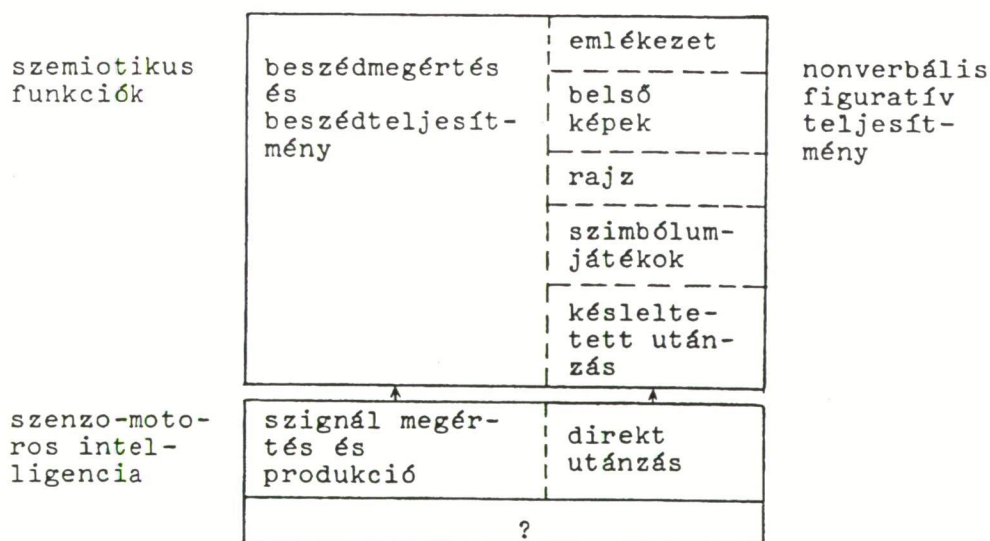 szemiotikus
funkciók
beszédmegértés
és
beszédteljesít-
mény
emlékezet
belső
képek
rajz
szimbólum-
játékok
késlelte-
tett után-
zás
nonverbális
figuratív
teljesít-
mény
szenzo-moto-
ros intel-
ligencia
szignál megér-
tés és
produkció
direkt
utánzás
?